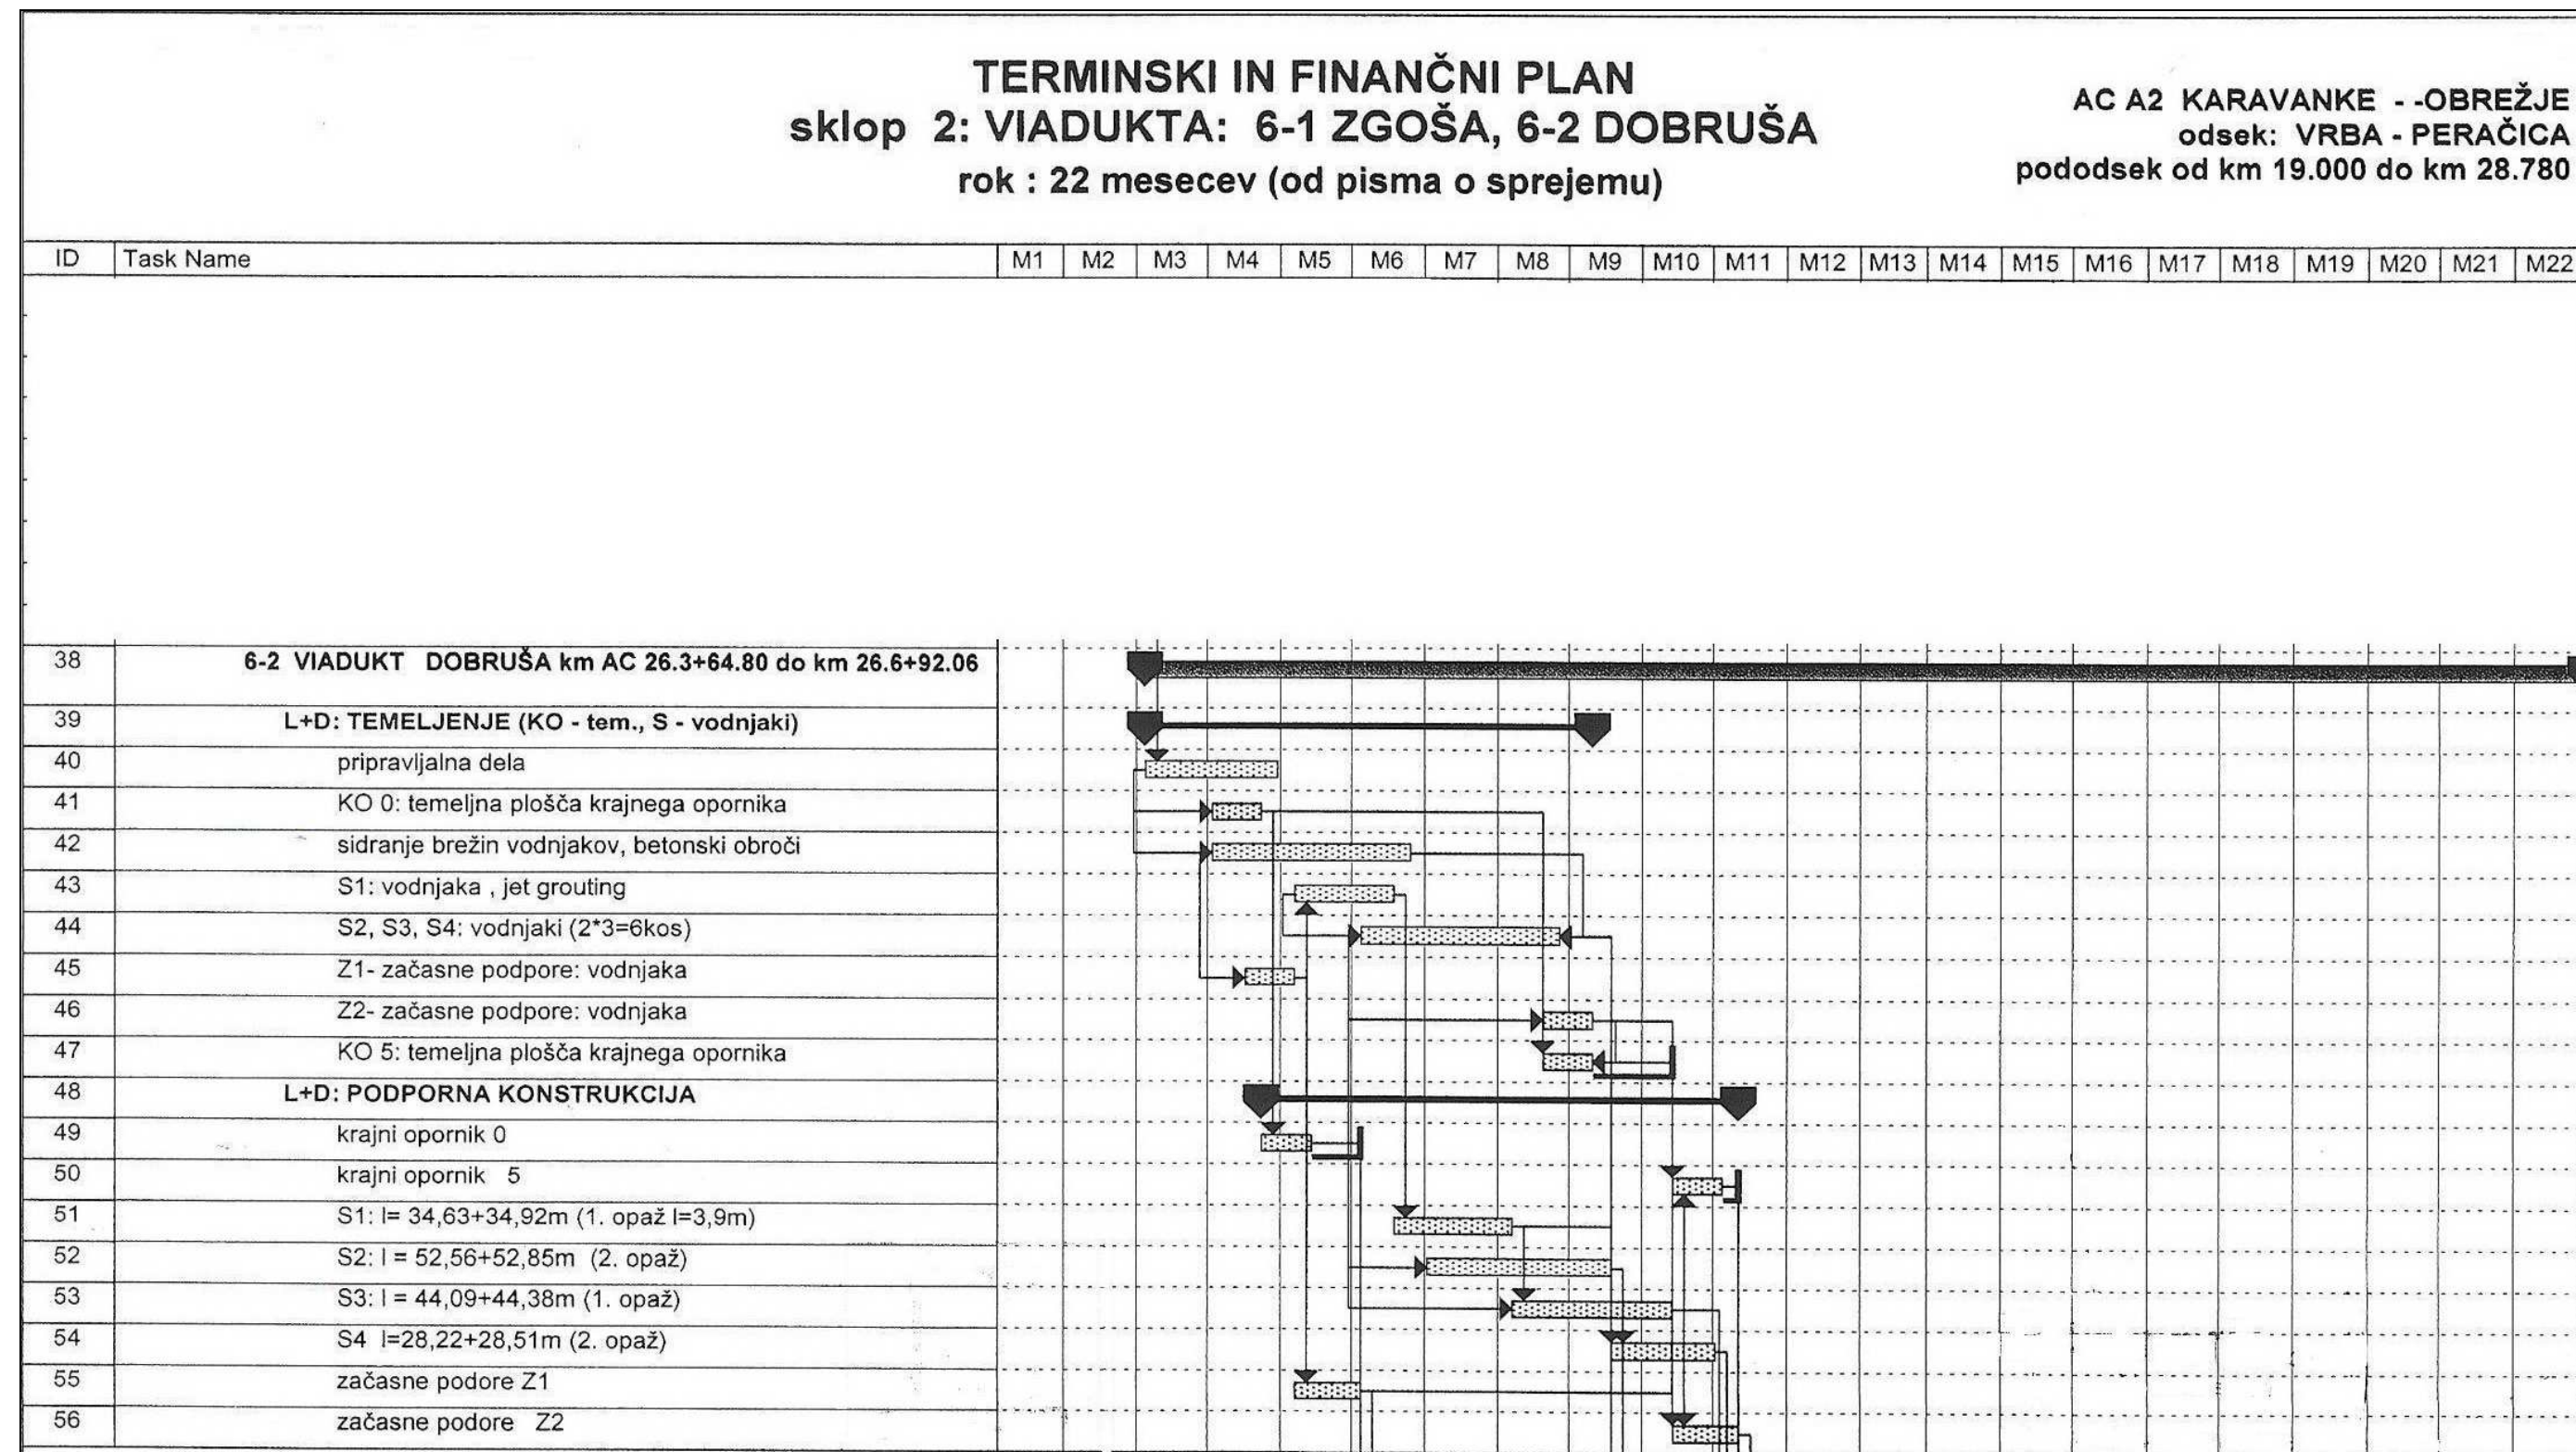 TERMINSKI IN FINANČNI PLAN
sklop 2: VIADUKTA: 6-1 ZGOŠA, 6-2 DOBRUŠA
rok : 22 mesecev (od pisma o sprejemu)
AC A2 KARAVANKE - -OBREŽJE
odsek: VRBA - PERAČICA
pododsek od km 19.000 do km 28.780
ID Task Name M1 M2 M3 M4 M5 M6 M7 M8 M9 M10 M11 M12 M13 M14 M15 M16 M17 M18 M19 M20 M21 M22
38 6-2 VIADUKT DOBRUŠA km AC 26.3+64.80 do km 26.6+92.06
39 L+D: TEMELJENJE (KO - tem., S - vodnjaki)
40 pripravljalna dela
41 KO 0: temeljna plošča krajnega opornika
42 sidranje brežin vodnjakov, betonski obroči
43 S1: vodnjaka , jet grouting
44 S2, S3, S4: vodnjaki (2*3=6kos)
45 Z1- začasne podpore: vodnjaka
46 Z2- začasne podpore: vodnjaka
47 KO 5: temeljna plošča krajnega opornika
48 L+D: PODPORNA KONSTRUKCIJA
49 krajni opornik 0
50 krajni opornik 5
51 S1: l= 34,63+34,92m (1. opaž l=3,9m)
52 S2: l = 52,56+52,85m (2. opaž)
53 S3: l = 44,09+44,38m (1. opaž)
54 S4 l=28,22+28,51m (2. opaž)
55 začasne podore Z1
56 začasne podore Z2